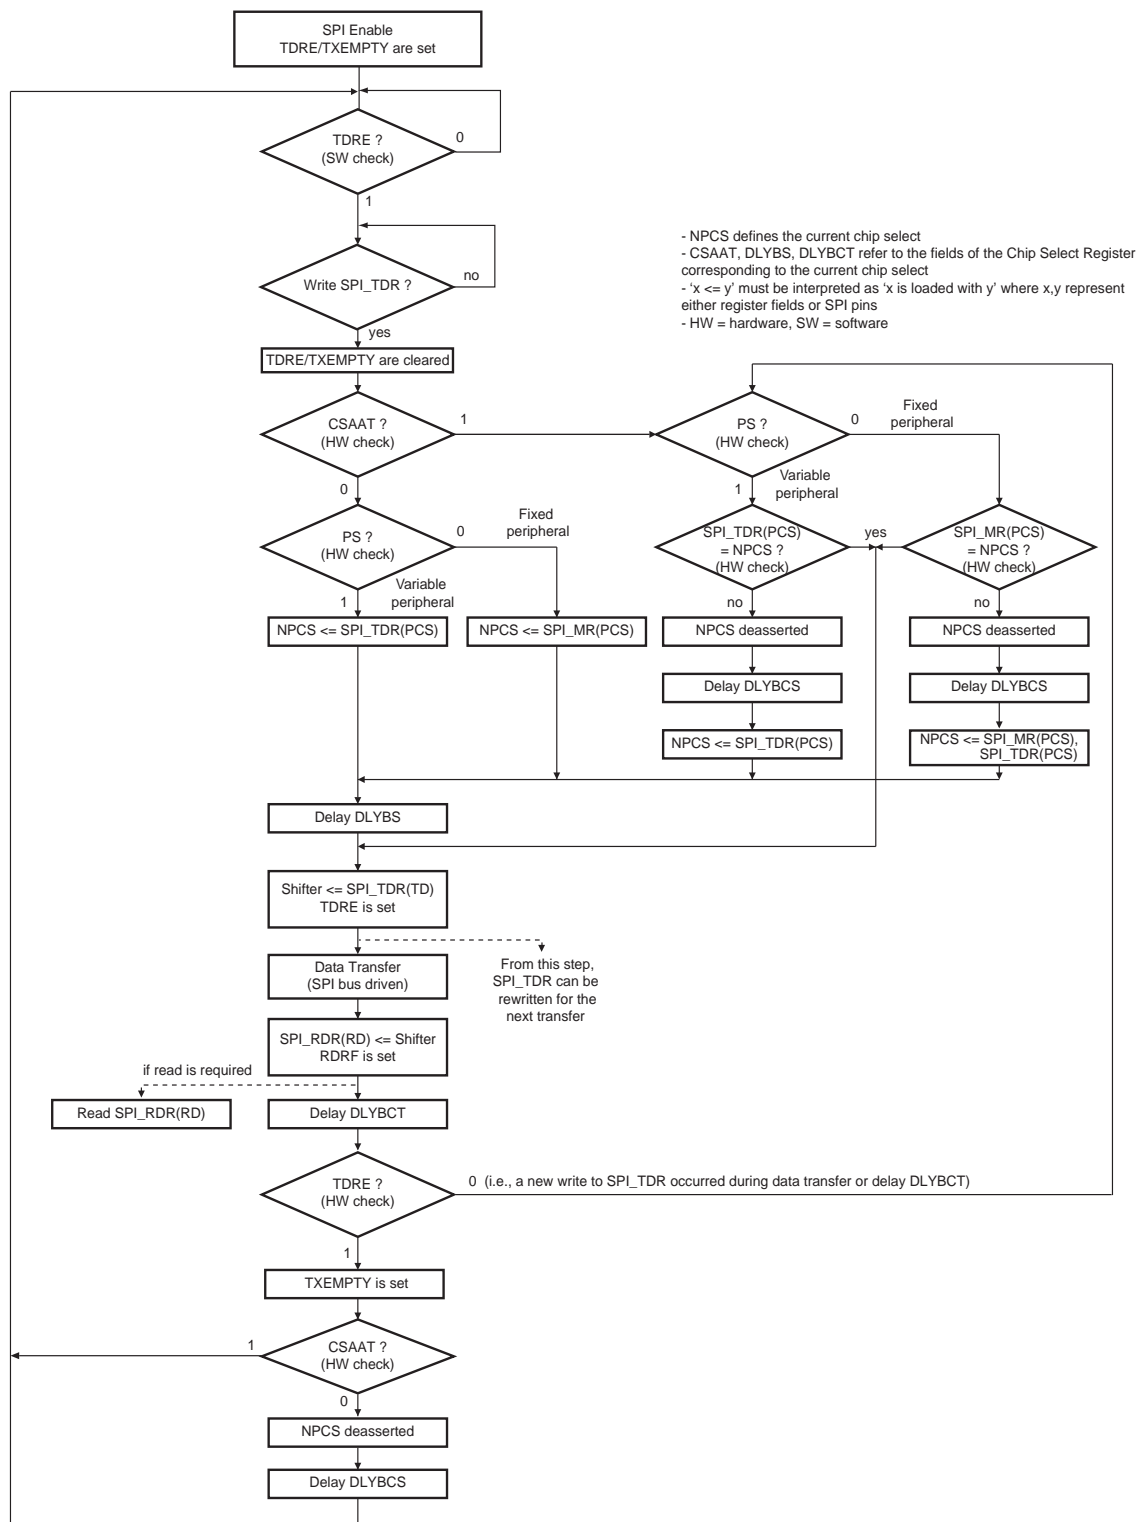 SPI Enable
TDRE/TXEMPTY are set
TDRE ?
(SW check)
0
1
- NPCS defines the current chip select
- CSAAT, DLYBS, DLYBCT refer to the fields of the Chip Select Register
corresponding to the current chip select
- ‘x <= y’ must be interpreted as ‘x is loaded with y’ where x,y represent
either register fields or SPI pins
- HW = hardware, SW = software
Write SPI_TDR ?
no
yes
TDRE/TXEMPTY are cleared
CSAAT ?
(HW check)
1
0
PS ?
(HW check)
0
Fixed
peripheral
1
Variable
peripheral
PS ?
(HW check)
0
Fixed
peripheral
1
Variable
peripheral
SPI_TDR(PCS)
= NPCS ?
(HW check)
yes
no
SPI_MR(PCS)
= NPCS ?
(HW check)
no
NPCS <= SPI_TDR(PCS)
NPCS <= SPI_MR(PCS)
NPCS deasserted
NPCS deasserted
Delay DLYBCS
Delay DLYBCS
NPCS <= SPI_TDR(PCS)
NPCS <= SPI_MR(PCS),
SPI_TDR(PCS)
Delay DLYBS
Shifter <= SPI_TDR(TD)
TDRE is set
Data Transfer
(SPI bus driven)
From this step,
SPI_TDR can be
rewritten for the
next transfer
SPI_RDR(RD) <= Shifter
RDRF is set
if read is required
Read SPI_RDR(RD)
Delay DLYBCT
TDRE ?
(HW check)
0 (i.e., a new write to SPI_TDR occurred during data transfer or delay DLYBCT)
1
TXEMPTY is set
CSAAT ?
(HW check)
1
0
NPCS deasserted
Delay DLYBCS